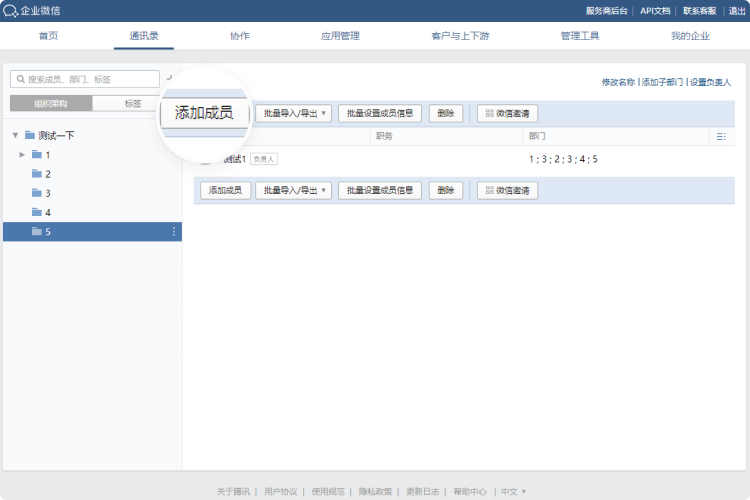 企业微信
服务商后台 | API文档 | 联系客服 | 退出
首页 通讯录 协作 应用管理 客户与上下游 管理工具 我的企业
搜索成员、部门、标签
修改名称 | 添加子部门 | 设置负责人
组织架构 标签
添加成员 批量导入/导出 批量设置成员信息 删除 微信邀请
测试一下
职务 部门
1
测试1 负责人 1 ; 3 ; 2 ; 3 ; 4 ; 5
2
添加成员 批量导入/导出 批量设置成员信息 删除 微信邀请
3
4
5
关于腾讯 | 用户协议 | 使用规范 | 隐私政策 | 更新日志 | 帮助中心 | 中文